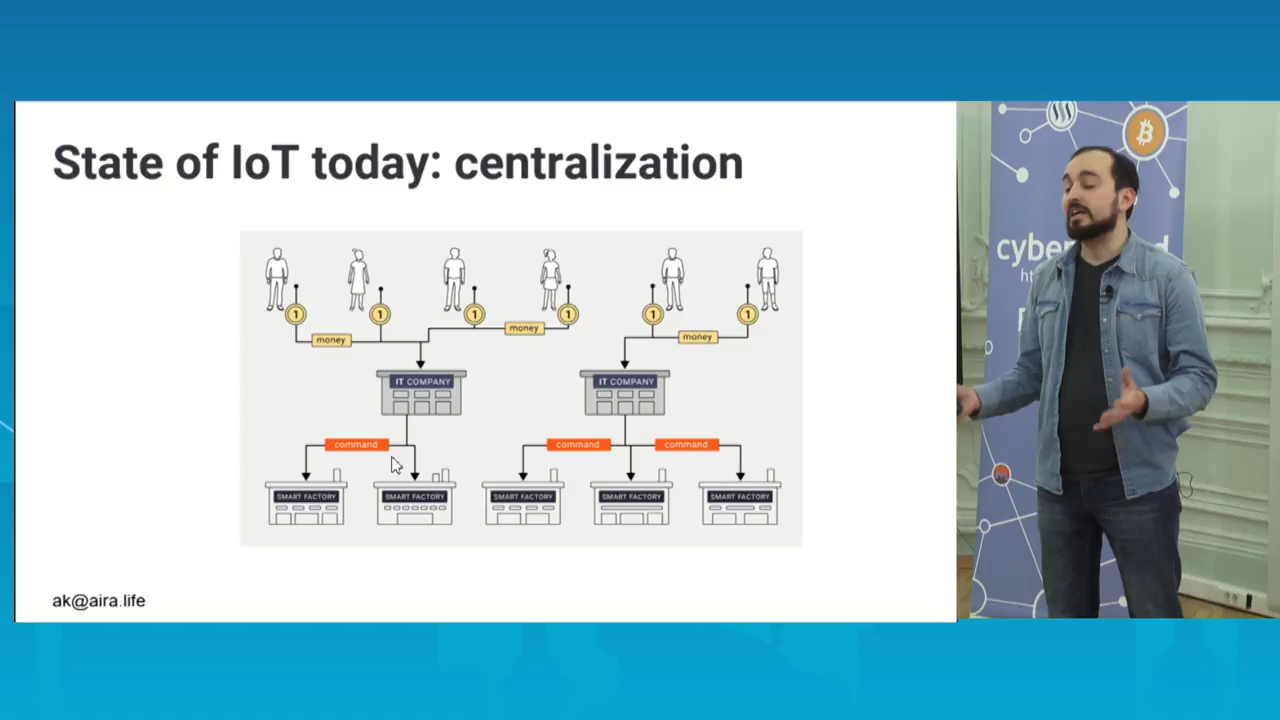 State of IoT today: centralization
1
1
1
1
1
1
money
money
money
IT COMPANY
IT COMPANY
command
command
command
SMART FACTORY
SMART FACTORY
SMART FACTORY
SMART FACTORY
SMART FACTORY
ak@aira.life
cyber
d
ht